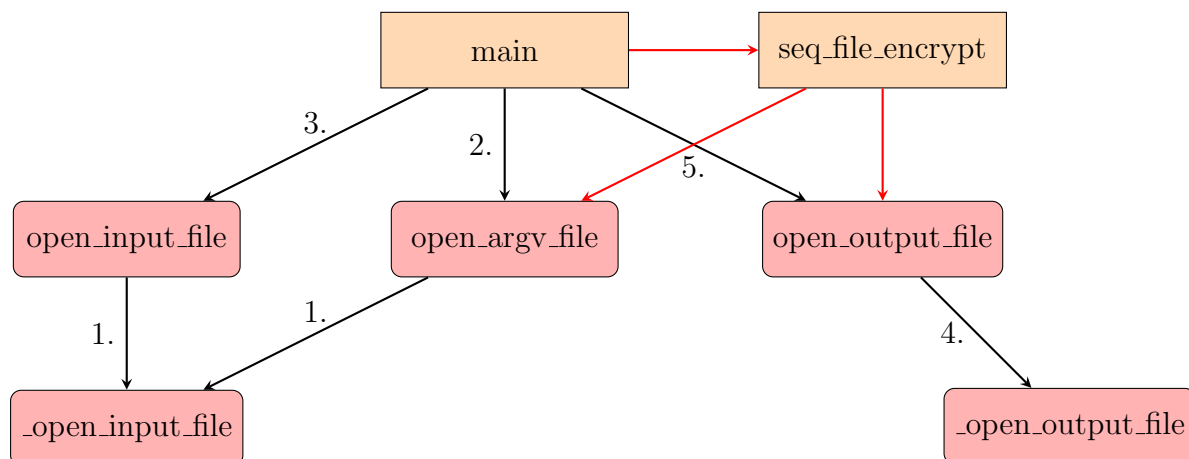 main
seq_file_encrypt
3.
2.
5.
open_input_file
open_argv_file
open_output_file
1.
1.
4.
_open_input_file
_open_output_file